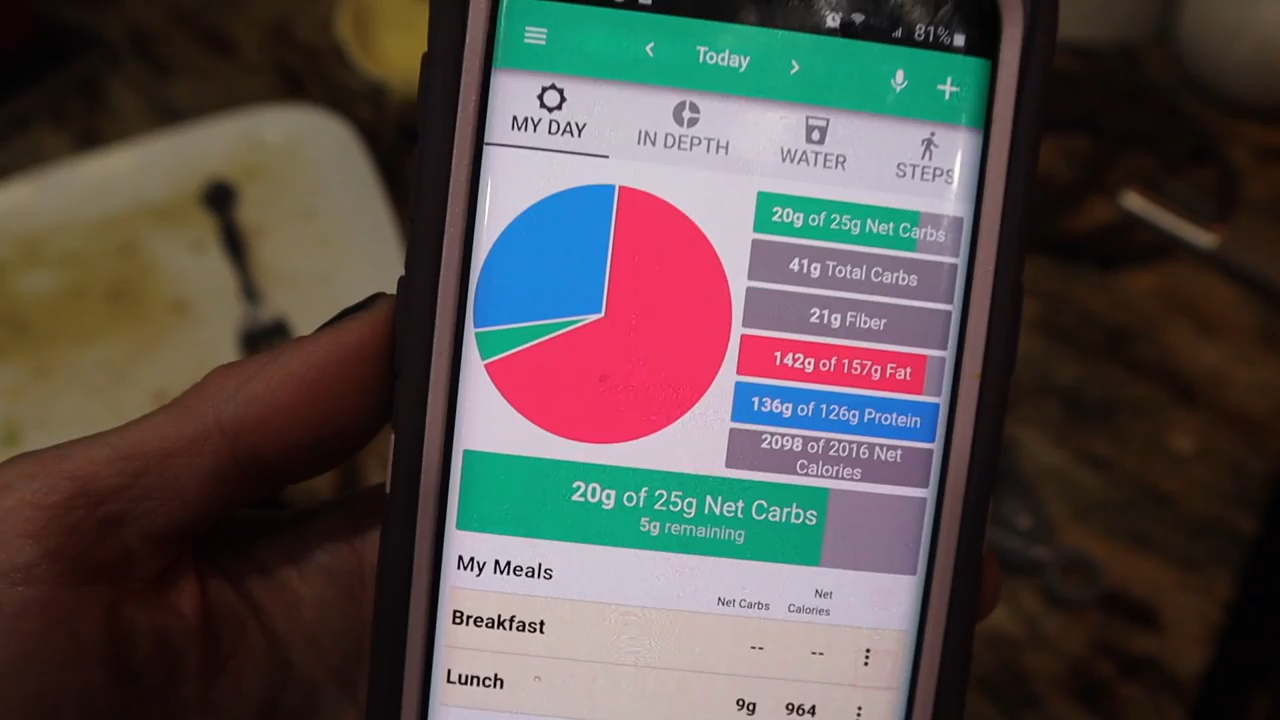 81%
Today
MY DAY
IN DEPTH
WATER
STEPS
20g of 25g Net Carbs
41g Total Carbs
21g Fiber
142g of 157g Fat
136g of 126g Protein
2098 of 2016 Net
Calories
20g of 25g Net Carbs
5g remaining
My Meals
Net Carbs
Net
Calories
Breakfast
--
--
Lunch
9g
964